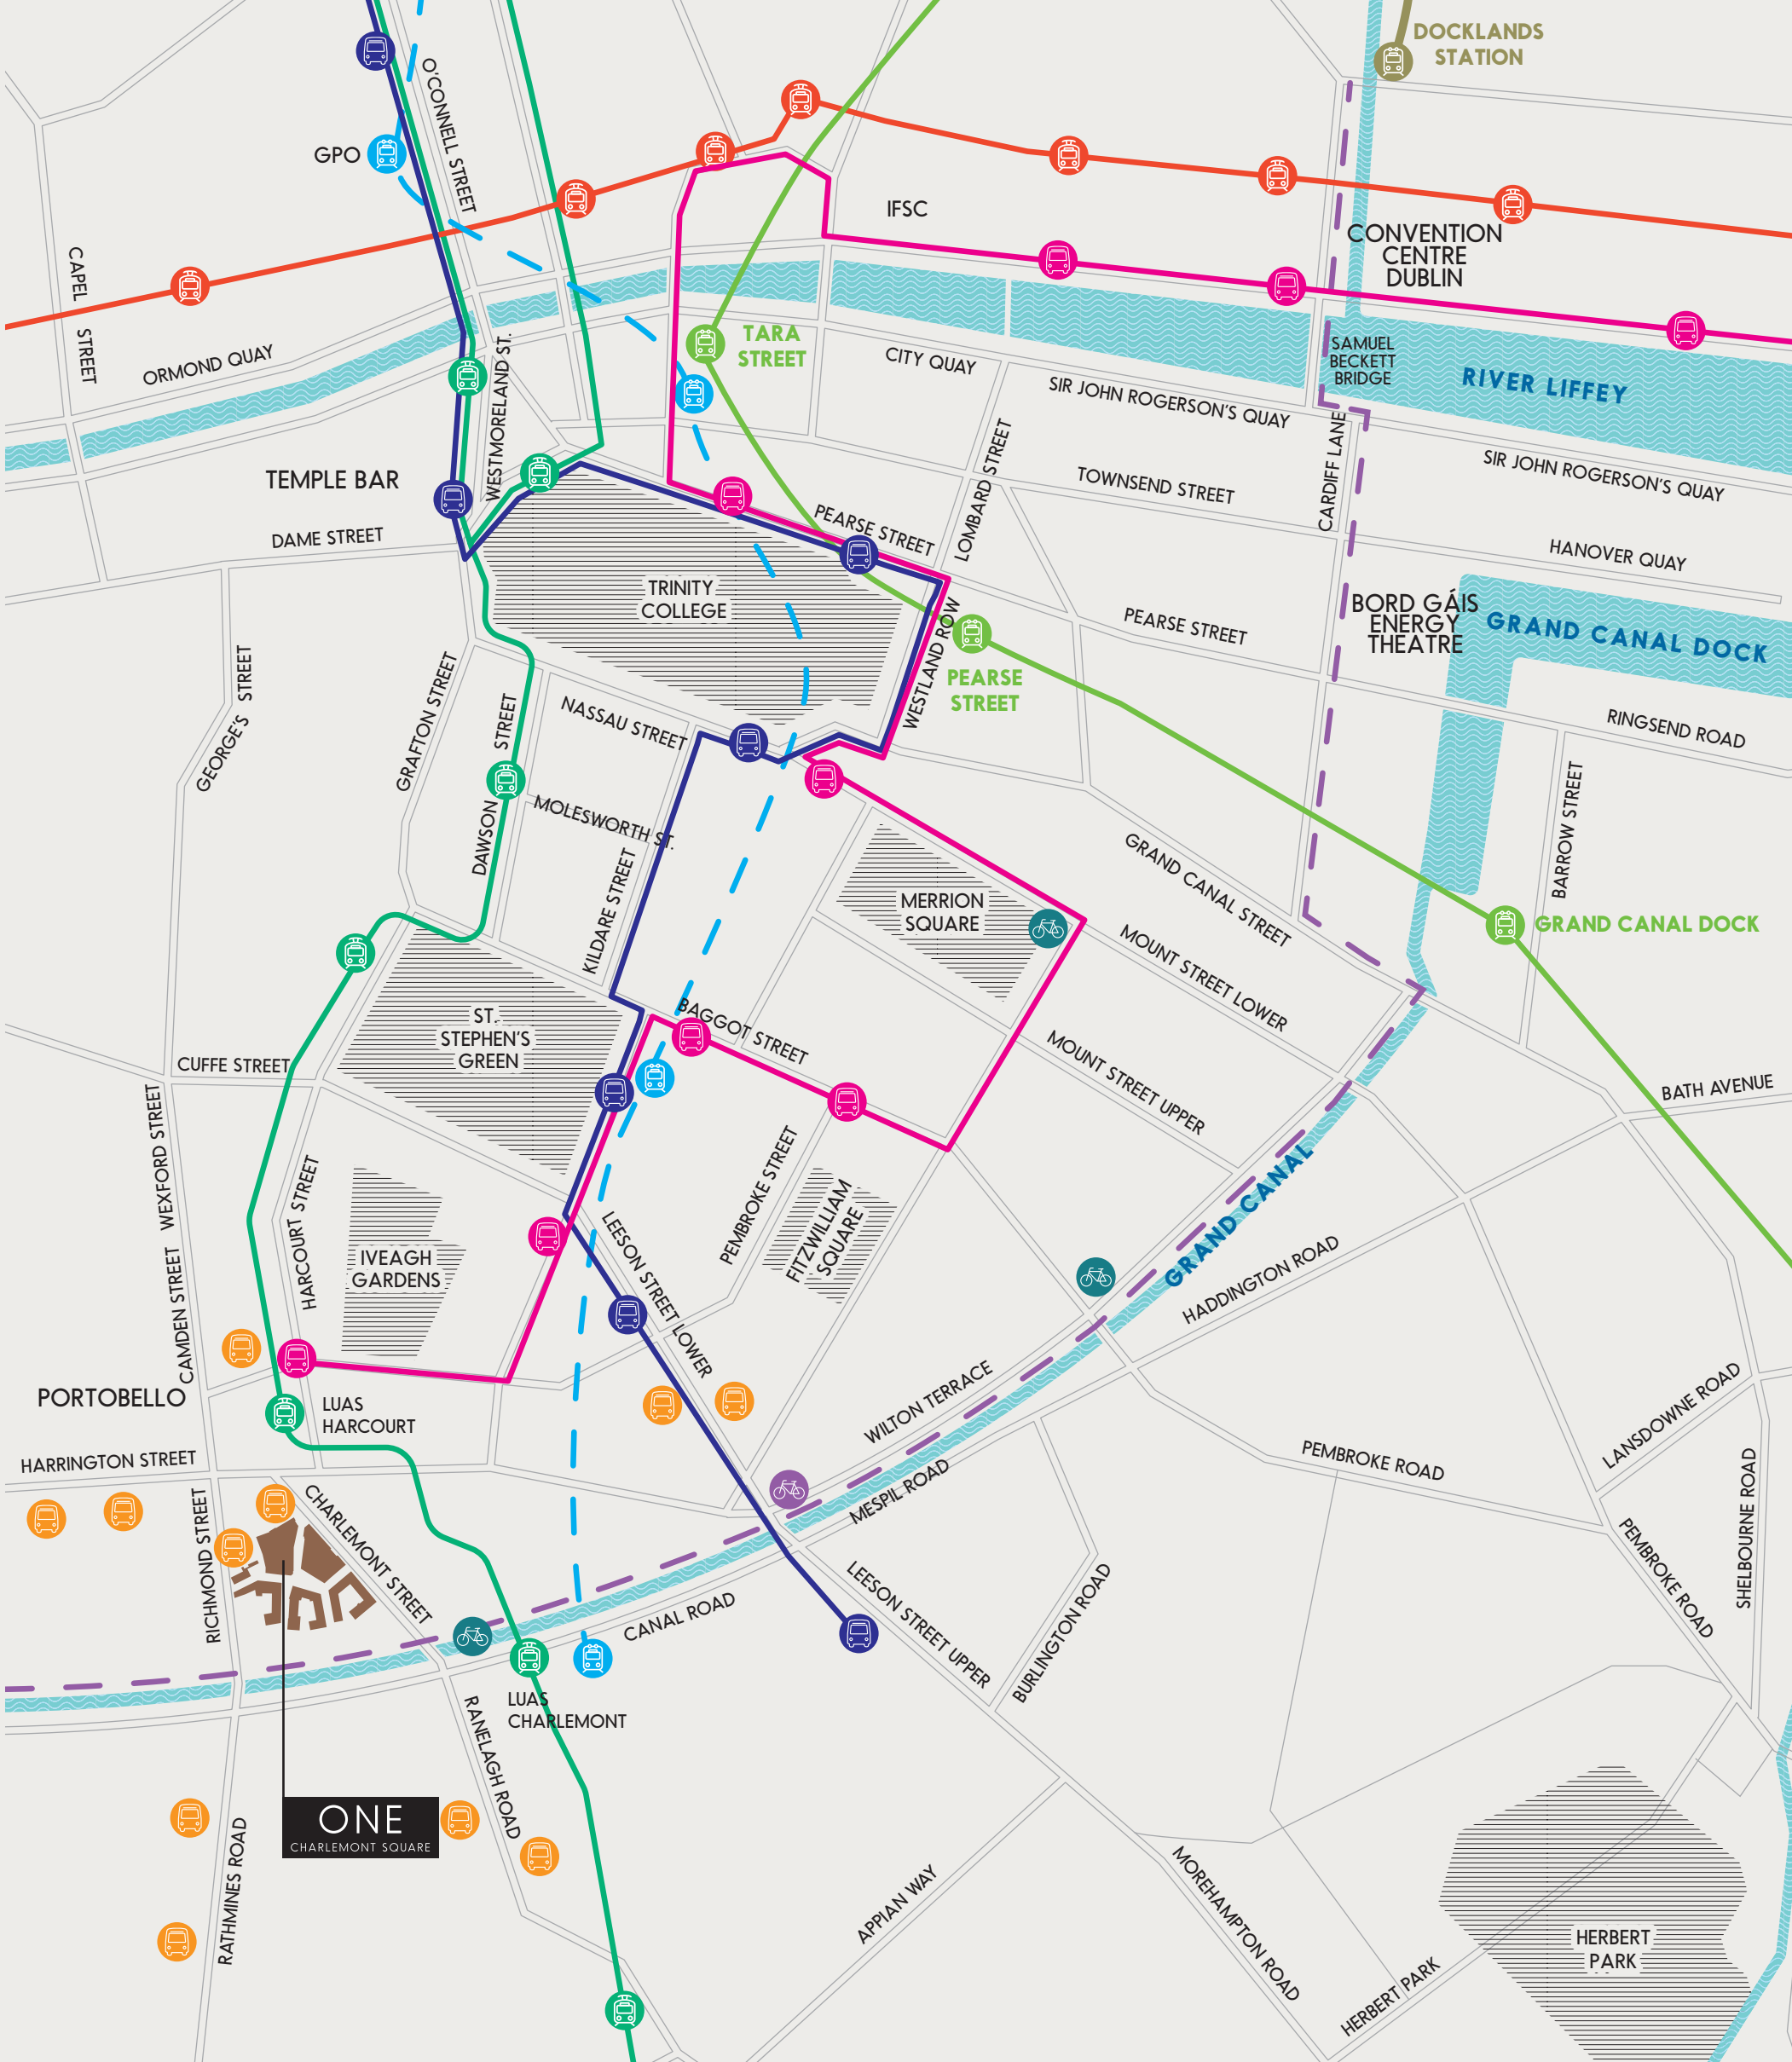 DOCKLANDS
STATION
O'CONNELL STREET
GPO
IFSC
CONVENTION
CENTRE
DUBLIN
CAPEL STREET
ORMOND QUAY
WESTMORELAND ST.
TARA
STREET
CITY QUAY
SIR JOHN ROGERSON'S QUAY
SAMUEL
BECKETT
BRIDGE
RIVER LIFFEY
TEMPLE BAR
DAME STREET
PEARSE STREET
LOMBARD STREET
TOWNSEND STREET
CARDIFF LANE
SIR JOHN ROGERSON'S QUAY
HANOVER QUAY
TRINITY
COLLEGE
WESTLAND ROW
PEARSE STREET
BORD GÁIS
ENERGY
THEATRE
GRAND CANAL DOCK
PEARSE
STREET
GEORGE'S STREET
GRAFTON STREET
DAWSON STREET
NASSAU STREET
RINGSEND ROAD
MOLESWORTH ST.
KILDARE STREET
BARROW STREET
GRAND CANAL STREET
MERRION
SQUARE
GRAND CANAL DOCK
MOUNT STREET LOWER
BAGGOT STREET
ST.
STEPHEN'S
GREEN
CUFFE STREET
MOUNT STREET UPPER
BATH AVENUE
WEXFORD STREET
HARCOURT STREET
PEMBROKE STREET
FITZWILLIAM
SQUARE
GRAND CANAL
IVEAGH
GARDENS
LEESON STREET LOWER
CAMDEN STREET
HADDINGTON ROAD
PORTOBELLO
LUAS
HARCOURT
WILTON TERRACE
LANSDOWNE ROAD
HARRINGTON STREET
PEMBROKE ROAD
MESPIL ROAD
SHELBOURNE ROAD
RICHMOND STREET
CHARLEMONT STREET
PEMBROKE ROAD
CANAL ROAD
LEESON STREET UPPER
BURLINGTON ROAD
LUAS
CHARLEMONT
RANELAGH ROAD
ONE
CHARLEMONT SQUARE
RATHMINES ROAD
APPIAN WAY
MOREHAMPTON ROAD
HERBERT
PARK
HERBERT PARK